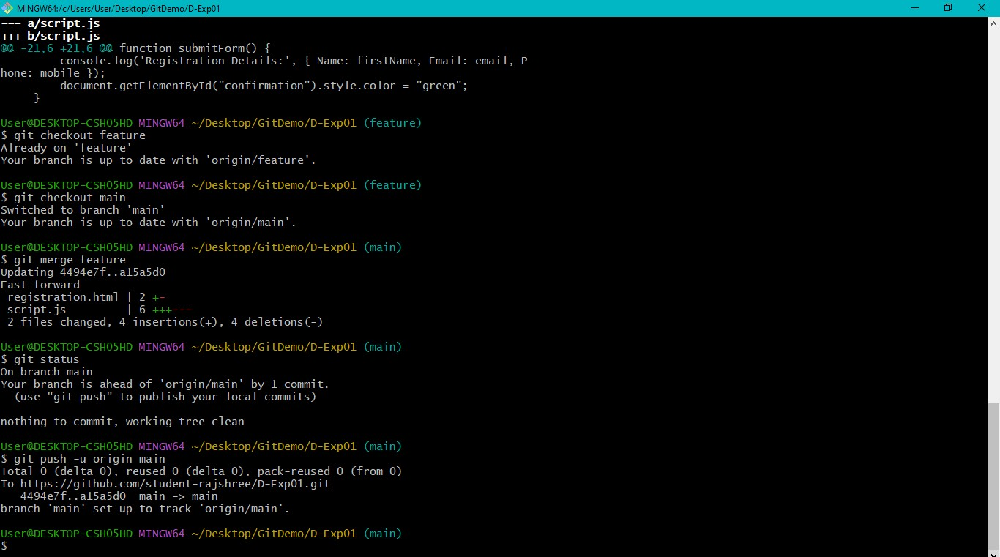 MINGW64:/c/Users/User/Desktop/GitDemo/D-Exp01
--- a/script.js
+++ b/script.js
@@ -21,6 +21,6 @@ function submitForm() {
         console.log('Registration Details:', { Name: firstName, Email: email, P
hone: mobile });
         document.getElementById("confirmation").style.color = "green";
     }
User@DESKTOP-CSH05HD MINGW64 ~/Desktop/GitDemo/D-Exp01 (feature)
$ git checkout feature
Already on 'feature'
Your branch is up to date with 'origin/feature'.
User@DESKTOP-CSH05HD MINGW64 ~/Desktop/GitDemo/D-Exp01 (feature)
$ git checkout main
Switched to branch 'main'
Your branch is up to date with 'origin/main'.
User@DESKTOP-CSH05HD MINGW64 ~/Desktop/GitDemo/D-Exp01 (main)
$ git merge feature
Updating 4494e7f..a15a5d0
Fast-forward
 registration.html | 2 +-
 script.js         | 6 +++---
 2 files changed, 4 insertions(+), 4 deletions(-)
User@DESKTOP-CSH05HD MINGW64 ~/Desktop/GitDemo/D-Exp01 (main)
$ git status
On branch main
Your branch is ahead of 'origin/main' by 1 commit.
  (use "git push" to publish your local commits)
nothing to commit, working tree clean
User@DESKTOP-CSH05HD MINGW64 ~/Desktop/GitDemo/D-Exp01 (main)
$ git push -u origin main
Total 0 (delta 0), reused 0 (delta 0), pack-reused 0 (from 0)
To https://github.com/student-rajshree/D-Exp01.git
   4494e7f..a15a5d0  main -> main
branch 'main' set up to track 'origin/main'.
User@DESKTOP-CSH05HD MINGW64 ~/Desktop/GitDemo/D-Exp01 (main)
$